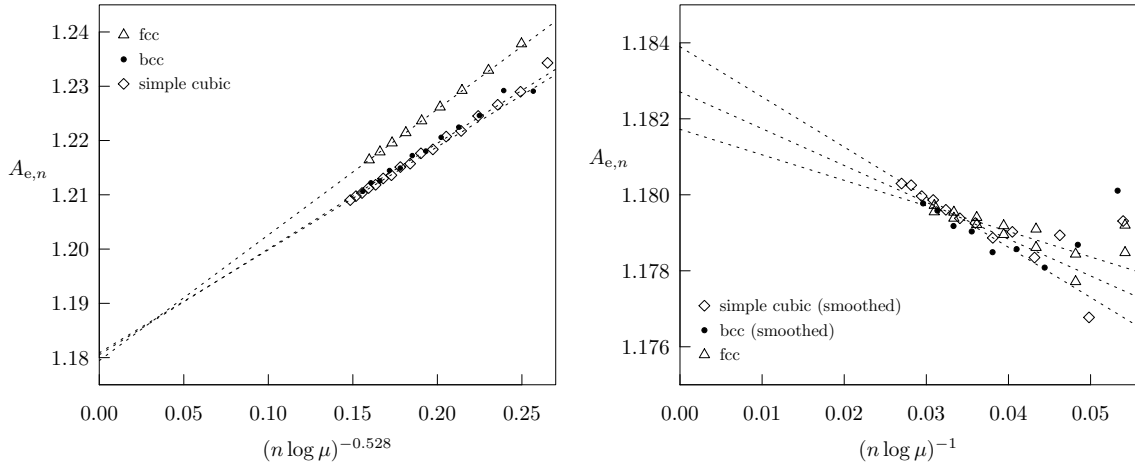 1.24
1.23
1.22
1.21
1.20
1.19
1.18
A_{e,n}
fcc
bcc
simple cubic
0.00 0.05 0.10 0.15 0.20 0.25
(n log μ)^{−0.528}
1.184
1.182
1.180
1.178
1.176
A_{e,n}
simple cubic (smoothed)
bcc (smoothed)
fcc
0.00 0.01 0.02 0.03 0.04 0.05
(n log μ)^{−1}